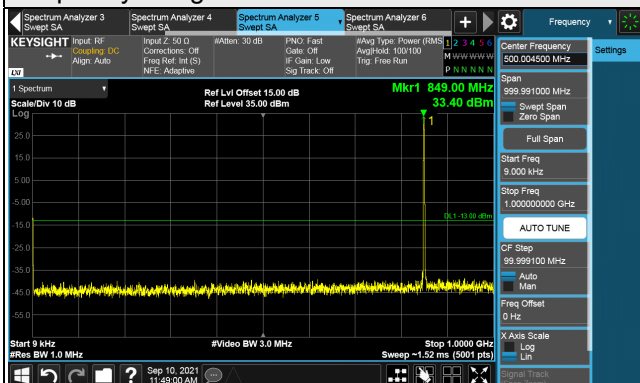 Spectrum Analyzer 3
Swept SA
Spectrum Analyzer 4
Swept SA
Spectrum Analyzer 5
Swept SA
Spectrum Analyzer 6
Swept SA
+
Frequency
KEYSIGHT
Input: RF
Coupling: DC
Align: Auto
Input Z: 50 Ω
Corrections: Off
Freq Ref: Int (S)
NFE: Adaptive
#Atten: 30 dB
PNO: Fast
Gate: Off
IF Gain: Low
Sig Track: Off
#Avg Type: Power (RMS
Avg|Hold: 100/100
Trig: Free Run
1 2 3 4 5 6
M W W W W W
P N N N N N
LXI
1 Spectrum
Scale/Div 10 dB
Ref Lvl Offset 15.00 dB
Ref Level 35.00 dBm
Mkr1 849.00 MHz
33.40 dBm
Log
1
25.0
15.0
5.00
-5.00
-15.0
DL1 -13.00 dBm
-25.0
-35.0
-45.0
-55.0
Start 9 kHz
#Res BW 1.0 MHz
#Video BW 3.0 MHz
Stop 1.0000 GHz
Sweep ~1.52 ms (5001 pts)
Sep 10, 2021
11:49:00 AM
Center Frequency
500.004500 MHz
Settings
Span
999.991000 MHz
Swept Span
Zero Span
Full Span
Start Freq
9.000 kHz
Stop Freq
1.000000000 GHz
AUTO TUNE
CF Step
99.999100 MHz
Auto
Man
Freq Offset
0 Hz
X Axis Scale
Log
Lin
Signal Track